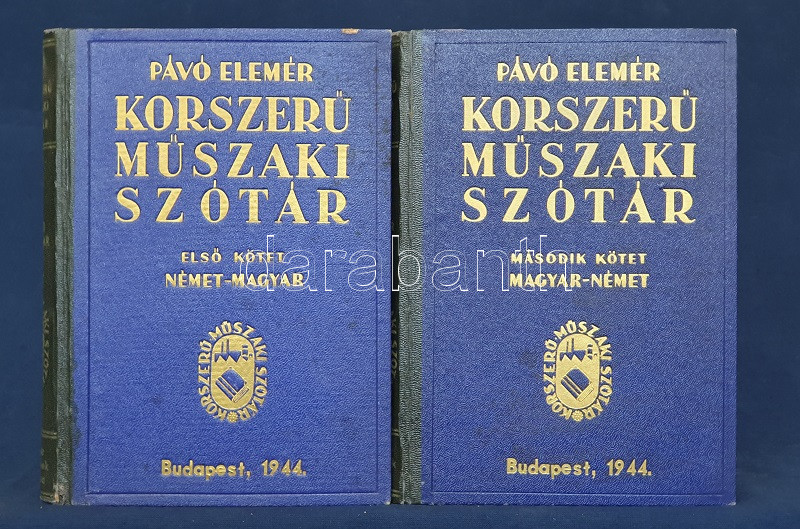 PÁVÓ ELEMÉR
KORSZERŰ
MŰSZAKI
SZÓTÁR
ELSŐ KÖTET
NÉMET-MAGYAR
KORSZERŰ MŰSZAKI SZÓTÁR
Budapest, 1944.
PÁVÓ ELEMÉR
KORSZERŰ
MŰSZAKI
SZÓTÁR
MÁSODIK KÖTET
MAGYAR-NÉMET
KORSZERŰ MŰSZAKI SZÓTÁR
Budapest, 1944.
darabanth